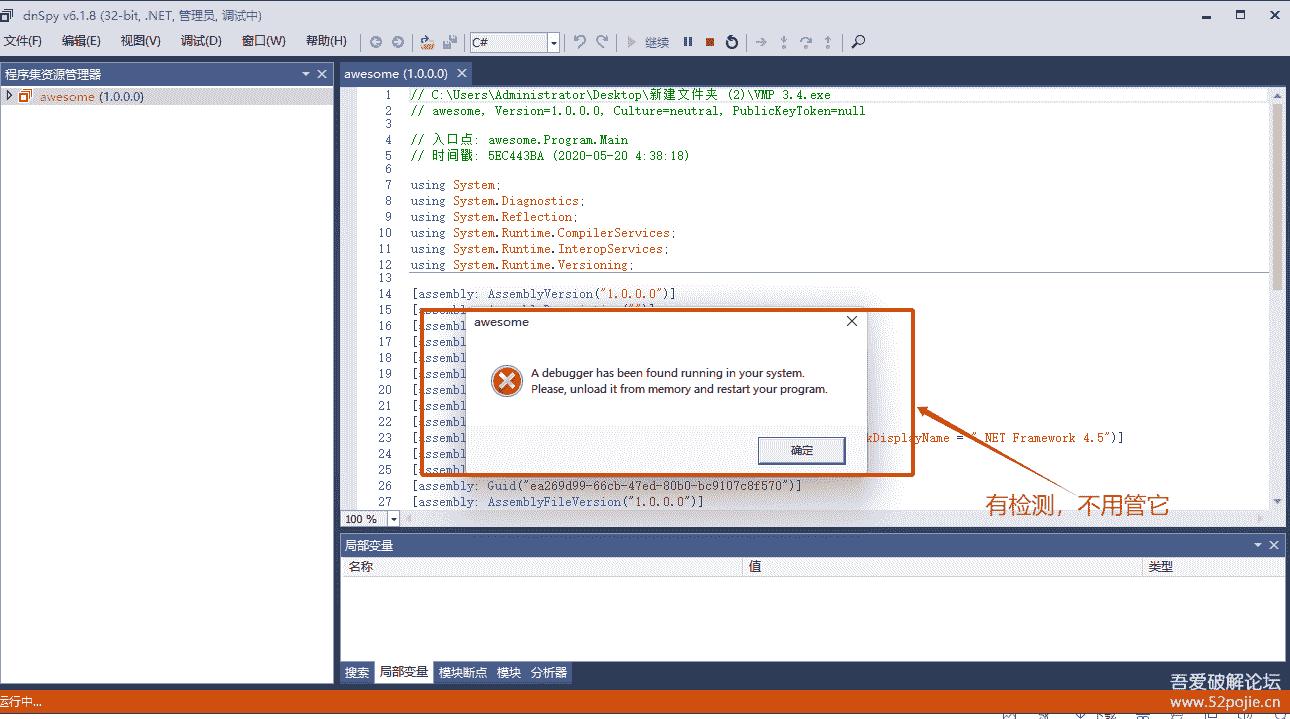 dnSpy v6.1.8 (32-bit, .NET, 管理员, 调试中)
文件(F) 编辑(E) 视图(V) 调试(D) 窗口(W) 帮助(H) C# 继续
程序集资源管理器
awesome (1.0.0.0)
awesome (1.0.0.0)
1 // C:\Users\Administrator\Desktop\新建文件夹 (2)\VMP 3.4.exe
2 // awesome, Version=1.0.0.0, Culture=neutral, PublicKeyToken=null
3
4 // 入口点: awesome.Program.Main
5 // 时间戳: 5EC443BA (2020-05-20 4:38:18)
6
7 using System;
8 using System.Diagnostics;
9 using System.Reflection;
10 using System.Runtime.CompilerServices;
11 using System.Runtime.InteropServices;
12 using System.Runtime.Versioning;
13
14 [assembly: AssemblyVersion("1.0.0.0")]
15
16 [assembl
17 [assembl
18 [assembl
19 [assembl
20 [assembl
21 [assembl
22 [assembl
23 [assembl kDisplayName = ".NET Framework 4.5")]
24 [assembl
25 [assembl
26 [assembly: Guid("ea269d99-66cb-47ed-80b0-bc9107c8f570")]
27 [assembly: AssemblyFileVersion("1.0.0.0")]
awesome
A debugger has been found running in your system.
Please, unload it from memory and restart your program.
确定
有检测，不用管它
100 %
局部变量
名称 值 类型
搜索 局部变量 模块断点 模块 分析器
运行中...
吾爱破解论坛
www.52pojie.cn